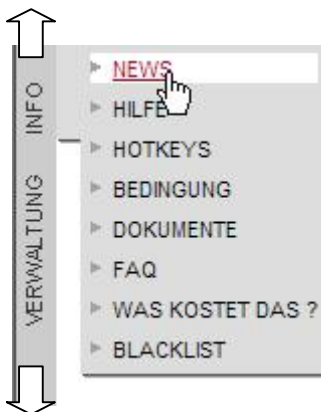 INFO
VERWALTUNG
NEWS
HILFE
HOTKEYS
BEDINGUNG
DOKUMENTE
FAQ
WAS KOSTET DAS ?
BLACKLIST